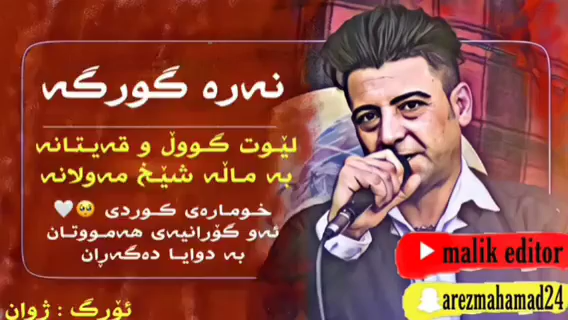 نەرە گورگە
لێوت گووڵ و قەیتانە
بە ماڵە شێخ مەولانە
خومارەی کوردی 🥺🤍
ئەو گۆرانیەی هەمووتان
بە دوایا دەگەڕان
ئۆرگ : ژوان
malik editor
arezmahamad24